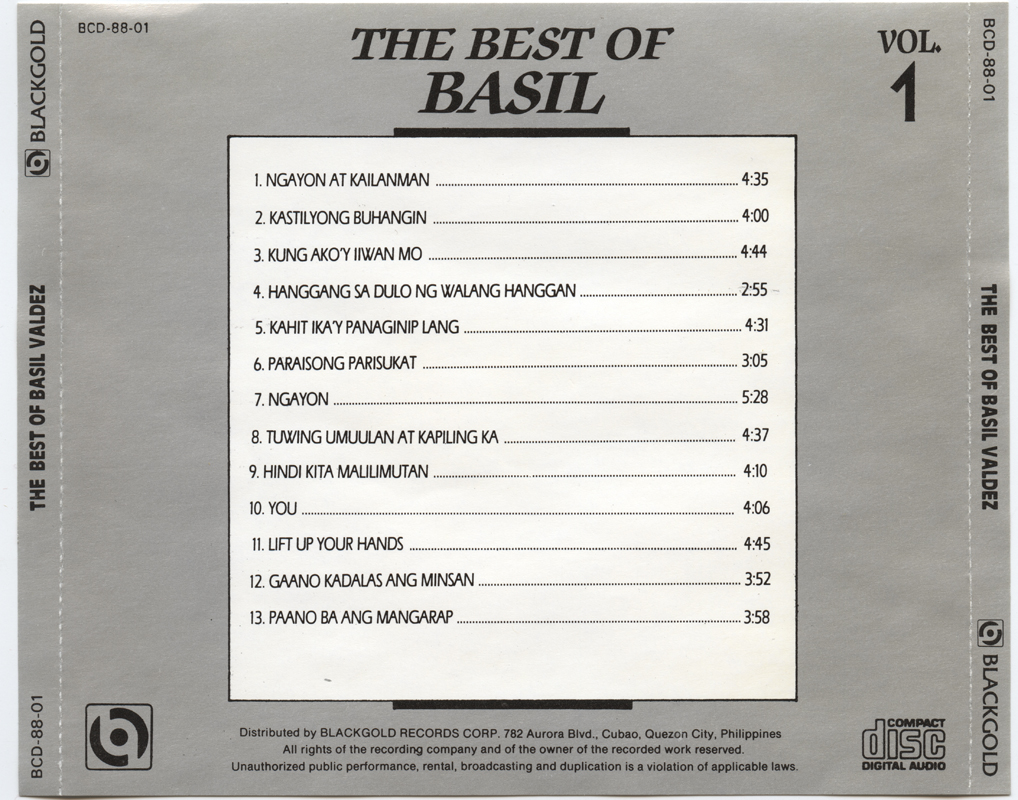 BCD-88-01
THE BEST OF
BASIL
VOL.
1
1. NGAYON AT KAILANMAN 4:35
2. KASTILYONG BUHANGIN 4:00
3. KUNG AKO'Y IIWAN MO 4:44
4. HANGGANG SA DULO NG WALANG HANGGAN 2:55
5. KAHIT IKA'Y PANAGINIP LANG 4:31
6. PARAISONG PARISUKAT 3:05
7. NGAYON 5:28
8. TUWING UMUULAN AT KAPILING KA 4:37
9. HINDI KITA MALILIMUTAN 4:10
10. YOU 4:06
11. LIFT UP YOUR HANDS 4:45
12. GAANO KADALAS ANG MINSAN 3:52
13. PAANO BA ANG MANGARAP 3:58
Distributed by BLACKGOLD RECORDS CORP. 782 Aurora Blvd., Cubao, Quezon City, Philippines
All rights of the recording company and of the owner of the recorded work reserved.
Unauthorized public performance, rental, broadcasting and duplication is a violation of applicable laws.
COMPACT
disc
DIGITAL AUDIO
BCD-88-01
THE BEST OF BASIL VALDEZ
BLACKGOLD
BCD-88-01
THE BEST OF BASIL VALDEZ
BLACKGOLD